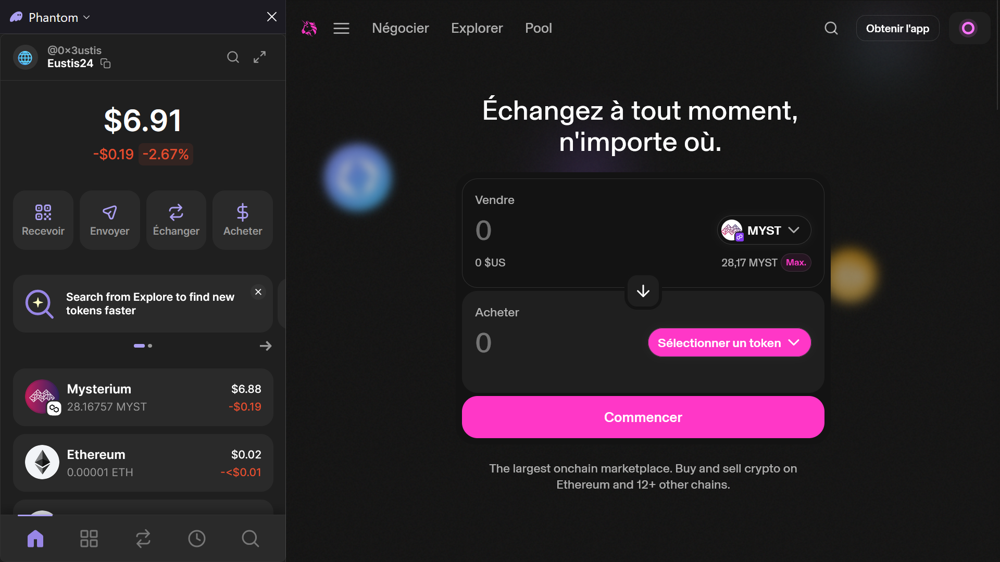 Phantom
@0×3ustis
Eustis24
$6.91
-$0.19 -2.67%
Recevoir
Envoyer
Échanger
Acheter
Search from Explore to find new
tokens faster
Mysterium
$6.88
28.16757 MYST
-$0.19
Ethereum
$0.02
0.00001 ETH
-<$0.01
Négocier
Explorer
Pool
Obtenir l'app
Échangez à tout moment,
n'importe où.
Vendre
0
MYST
0 $US
28,17 MYST
Max.
Acheter
0
Sélectionner un token
Commencer
The largest onchain marketplace. Buy and sell crypto on
Ethereum and 12+ other chains.